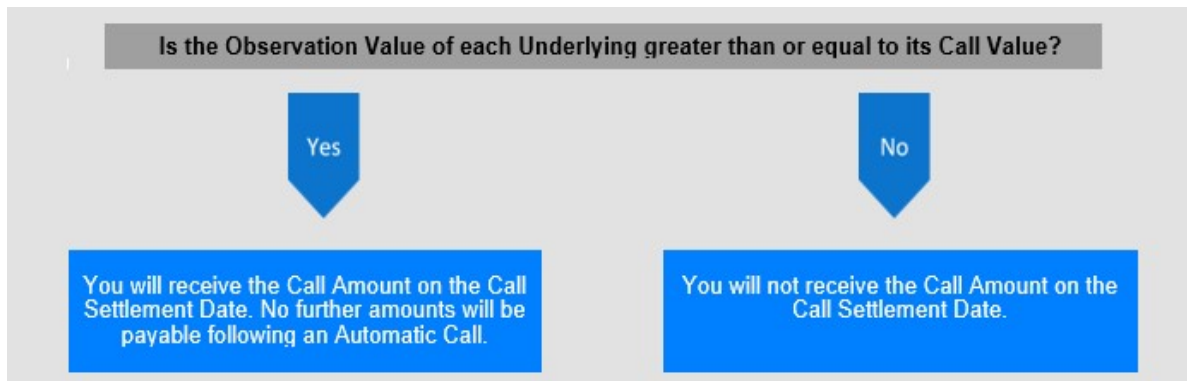 Is the Observation Value of each Underlying greater than or equal to its Call Value?
Yes
No
You will receive the Call Amount on the Call
Settlement Date. No further amounts will be
payable following an Automatic Call.
You will not receive the Call Amount on the
Call Settlement Date.